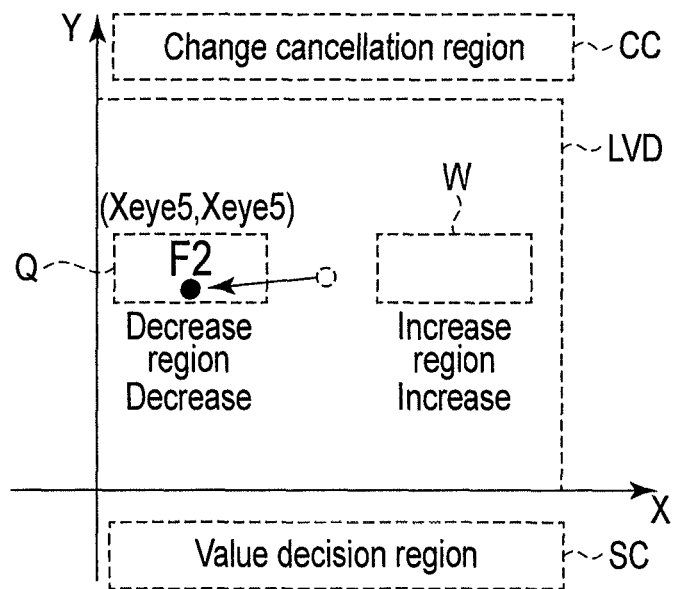 Y
Change cancellation region
CC
LVD
W
(Xeye5,Xeye5)
Q
F2
Decrease
region
Decrease
Increase
region
Increase
X
Value decision region
SC